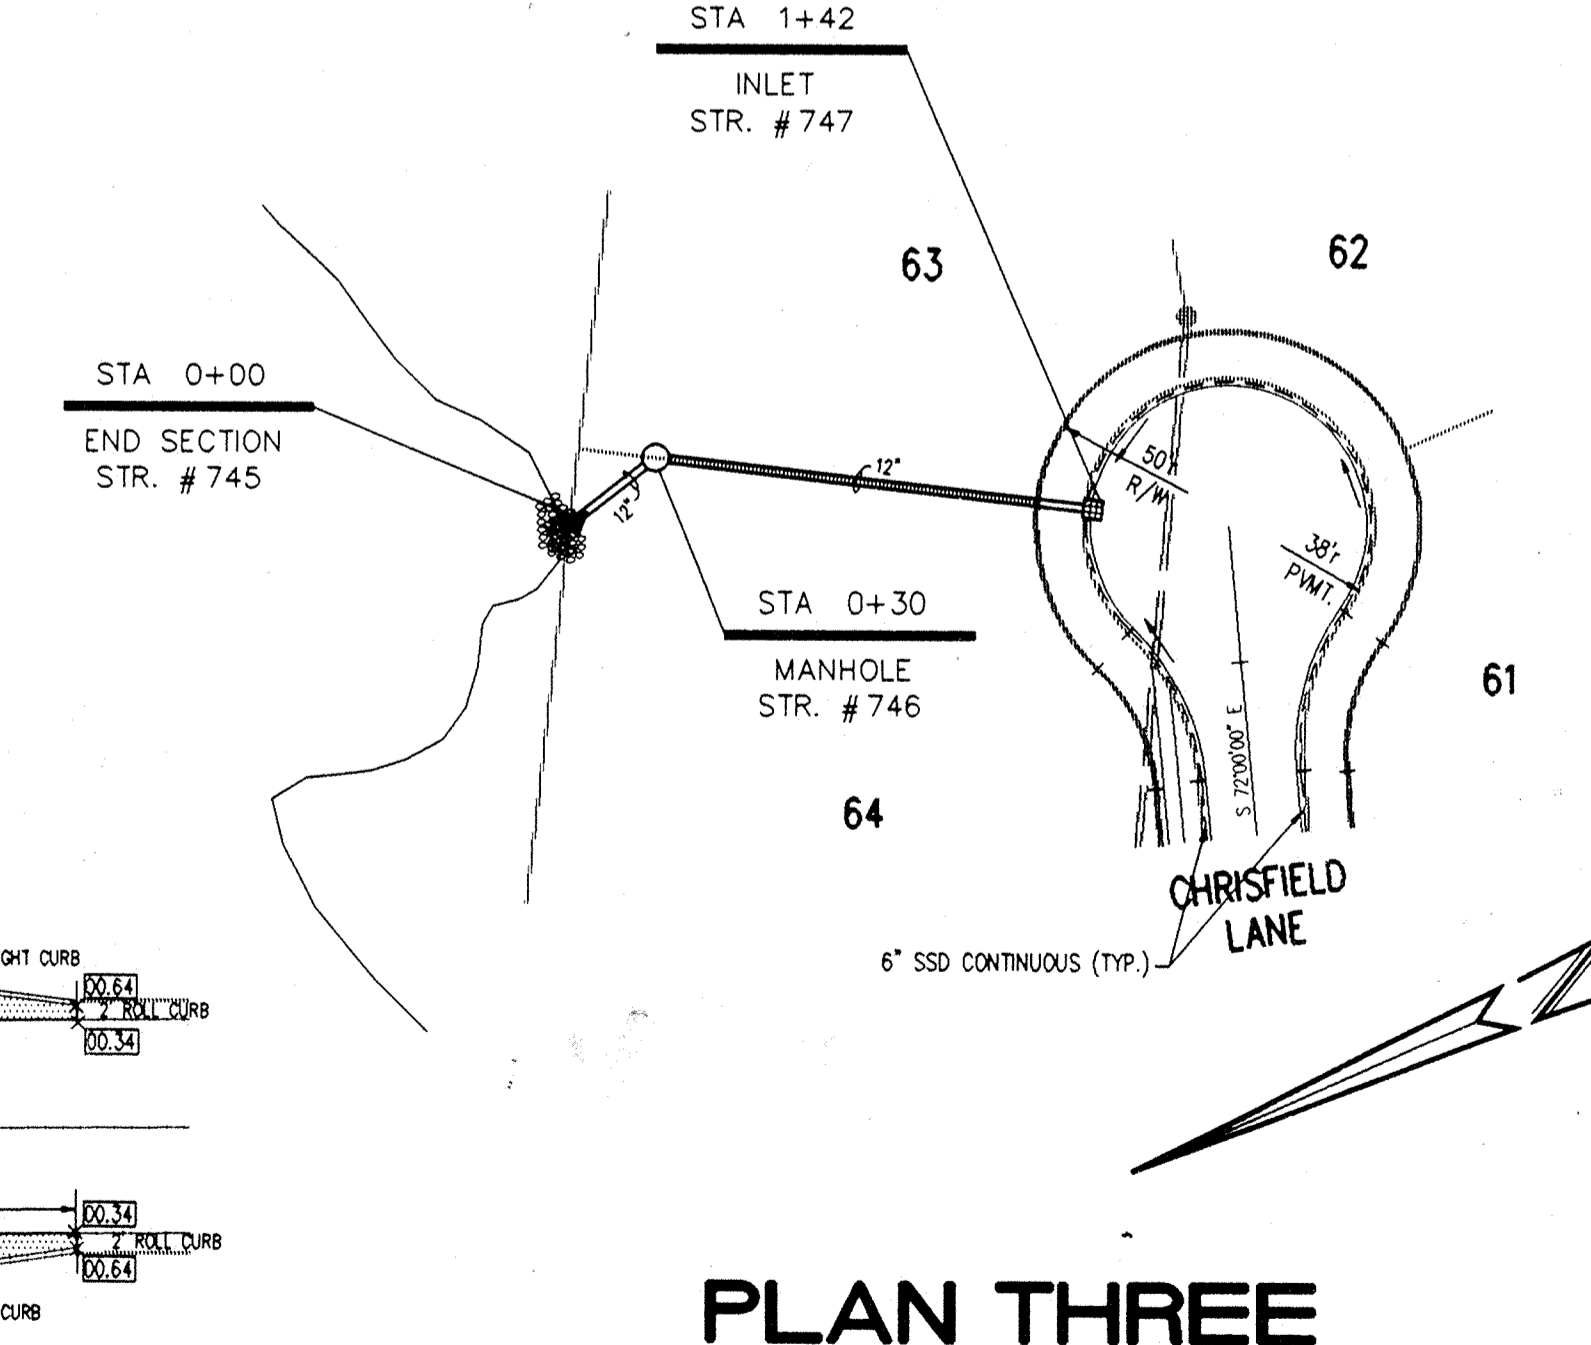 STA 1+42
INLET
STR. #747
63
62
STA 0+00
END SECTION
STR. #745
12"
12"
50'r
R/W
38'r
PVMT.
STA 0+30
MANHOLE
STR. #746
61
S 72°00'00" E
64
CHRISFIELD
LANE
6" SSD CONTINUOUS (TYP.)
GHT CURB
00.64
2' ROLL CURB
00.34
00.34
2' ROLL CURB
00.64
CURB
PLAN THREE